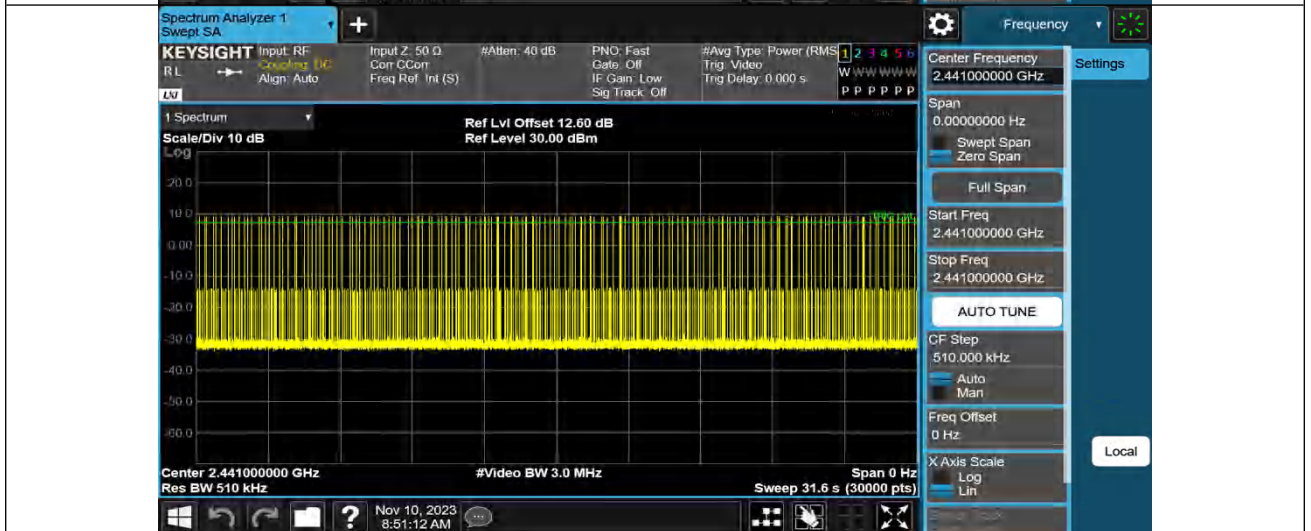 Spectrum Analyzer 1
Swept SA
Frequency
KEYSIGHT
RL
LXI
Input: RF
Coupling: DC
Align: Auto
Input Z: 50 Ω
Corr CCorr
Freq Ref: Int (S)
#Atten: 40 dB
PNO: Fast
Gate: Off
IF Gain: Low
Sig Track: Off
#Avg Type: Power (RMS
Trig: Video
Trig Delay: 0.000 s
1 2 3 4 5 6
W W W W W W
P P P P P P
1 Spectrum
Scale/Div 10 dB
Log
Ref Lvl Offset 12.60 dB
Ref Level 30.00 dBm
20.0
10.0
0.00
-10.0
-20.0
-30.0
-40.0
-50.0
-60.0
Center 2.441000000 GHz
Res BW 510 kHz
#Video BW 3.0 MHz
Span 0 Hz
Sweep 31.6 s (30000 pts)
Nov 10, 2023
8:51:12 AM
Center Frequency
2.441000000 GHz
Settings
Span
0.00000000 Hz
Swept Span
Zero Span
Full Span
Start Freq
2.441000000 GHz
Stop Freq
2.441000000 GHz
AUTO TUNE
CF Step
510.000 kHz
Auto
Man
Freq Offset
0 Hz
X Axis Scale
Log
Lin
Local